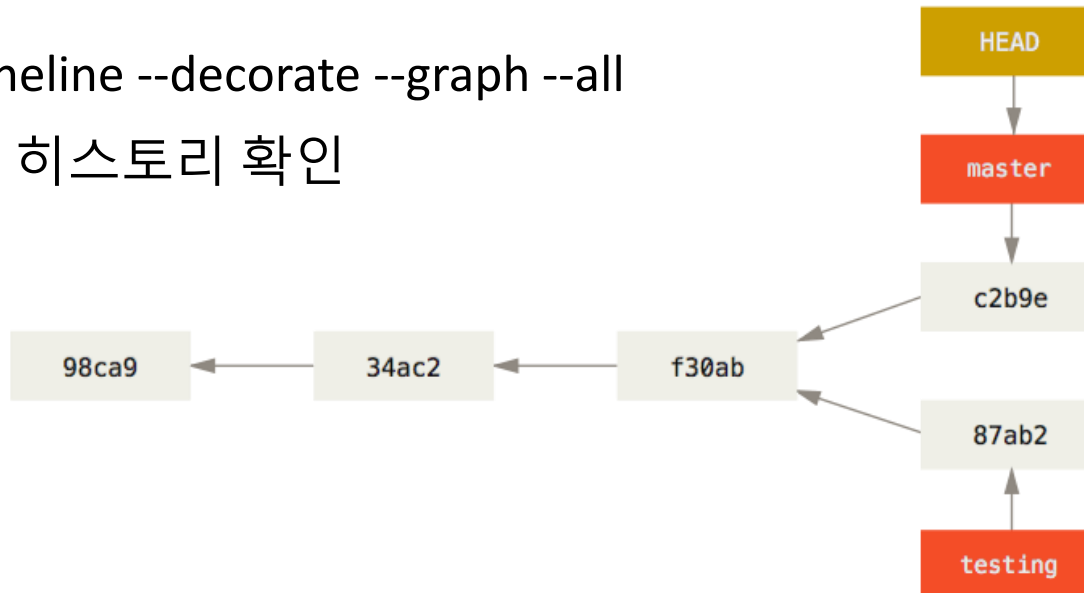 neline --decorate --graph --all
히스토리 확인
HEAD
master
c2b9e
98ca9
34ac2
f30ab
87ab2
testing